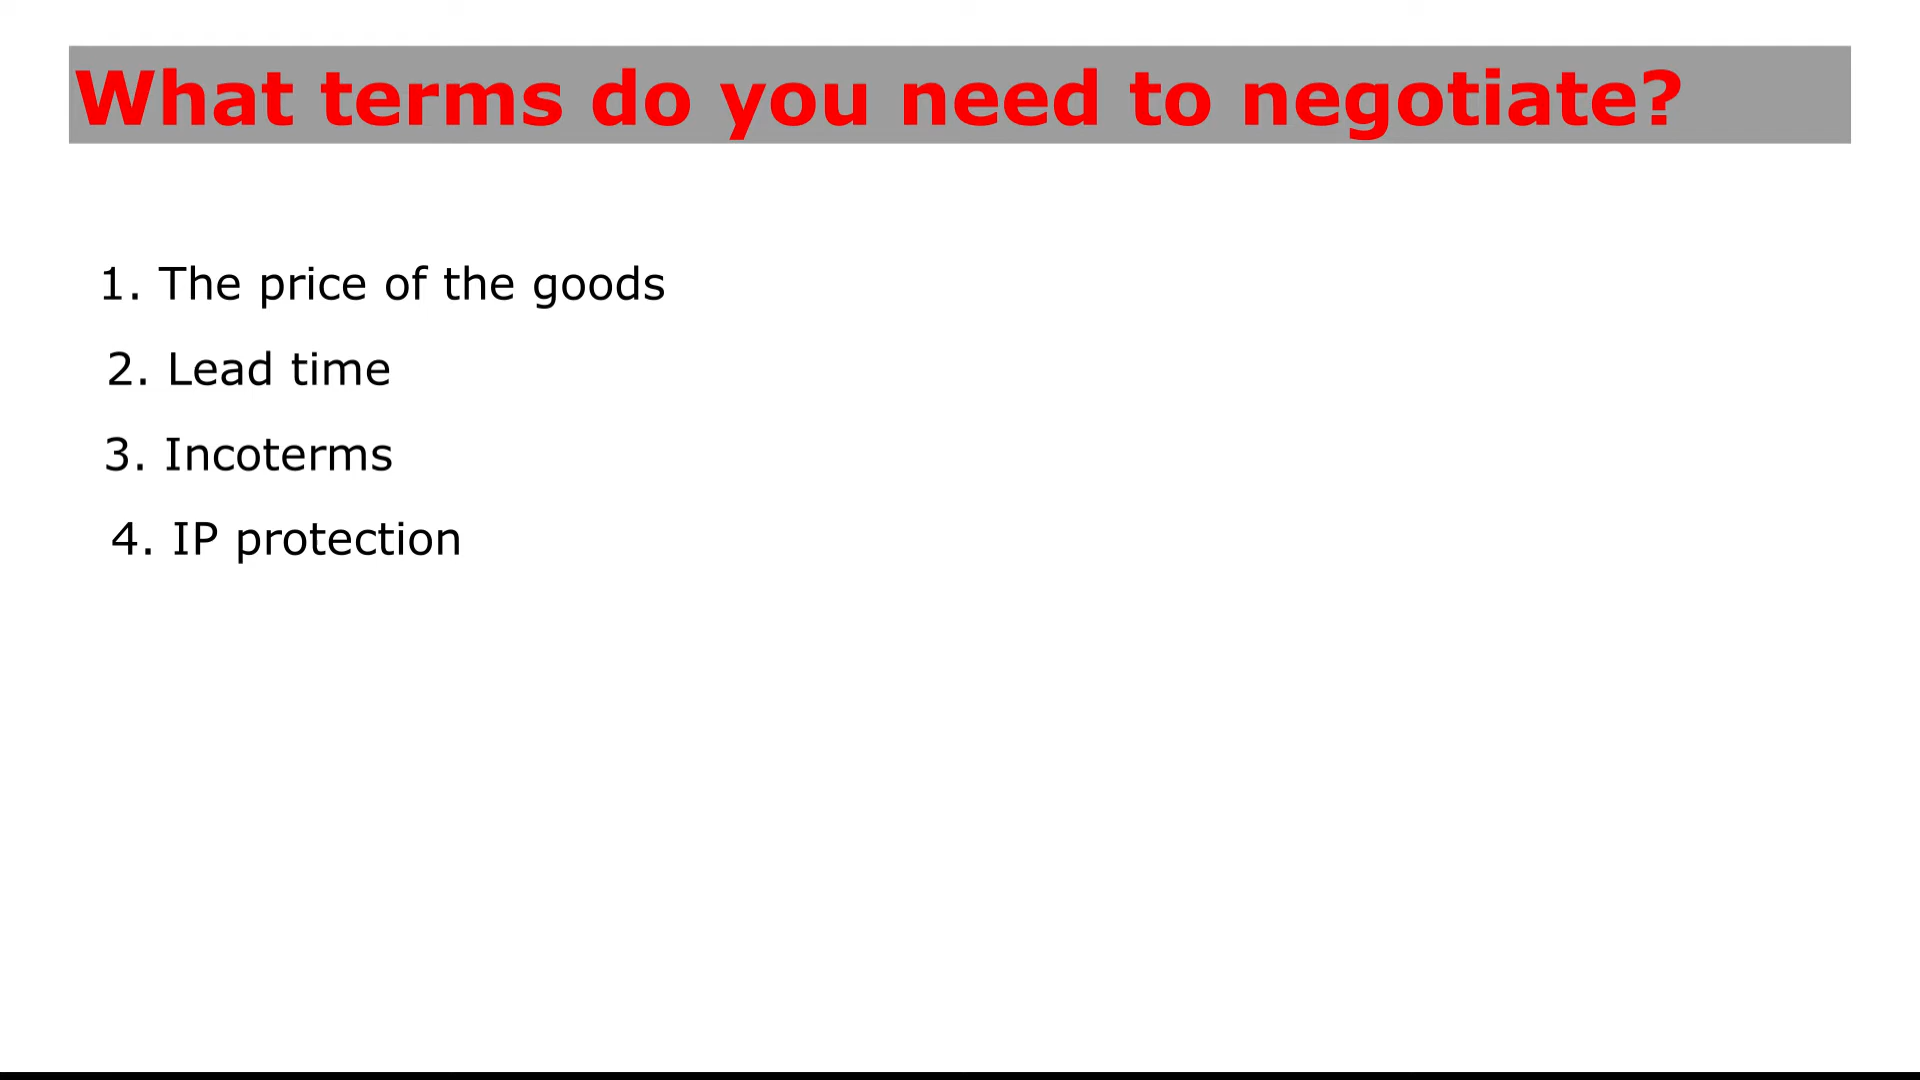 What terms do you need to negotiate?
1. The price of the goods
2. Lead time
3. Incoterms
4. IP protection